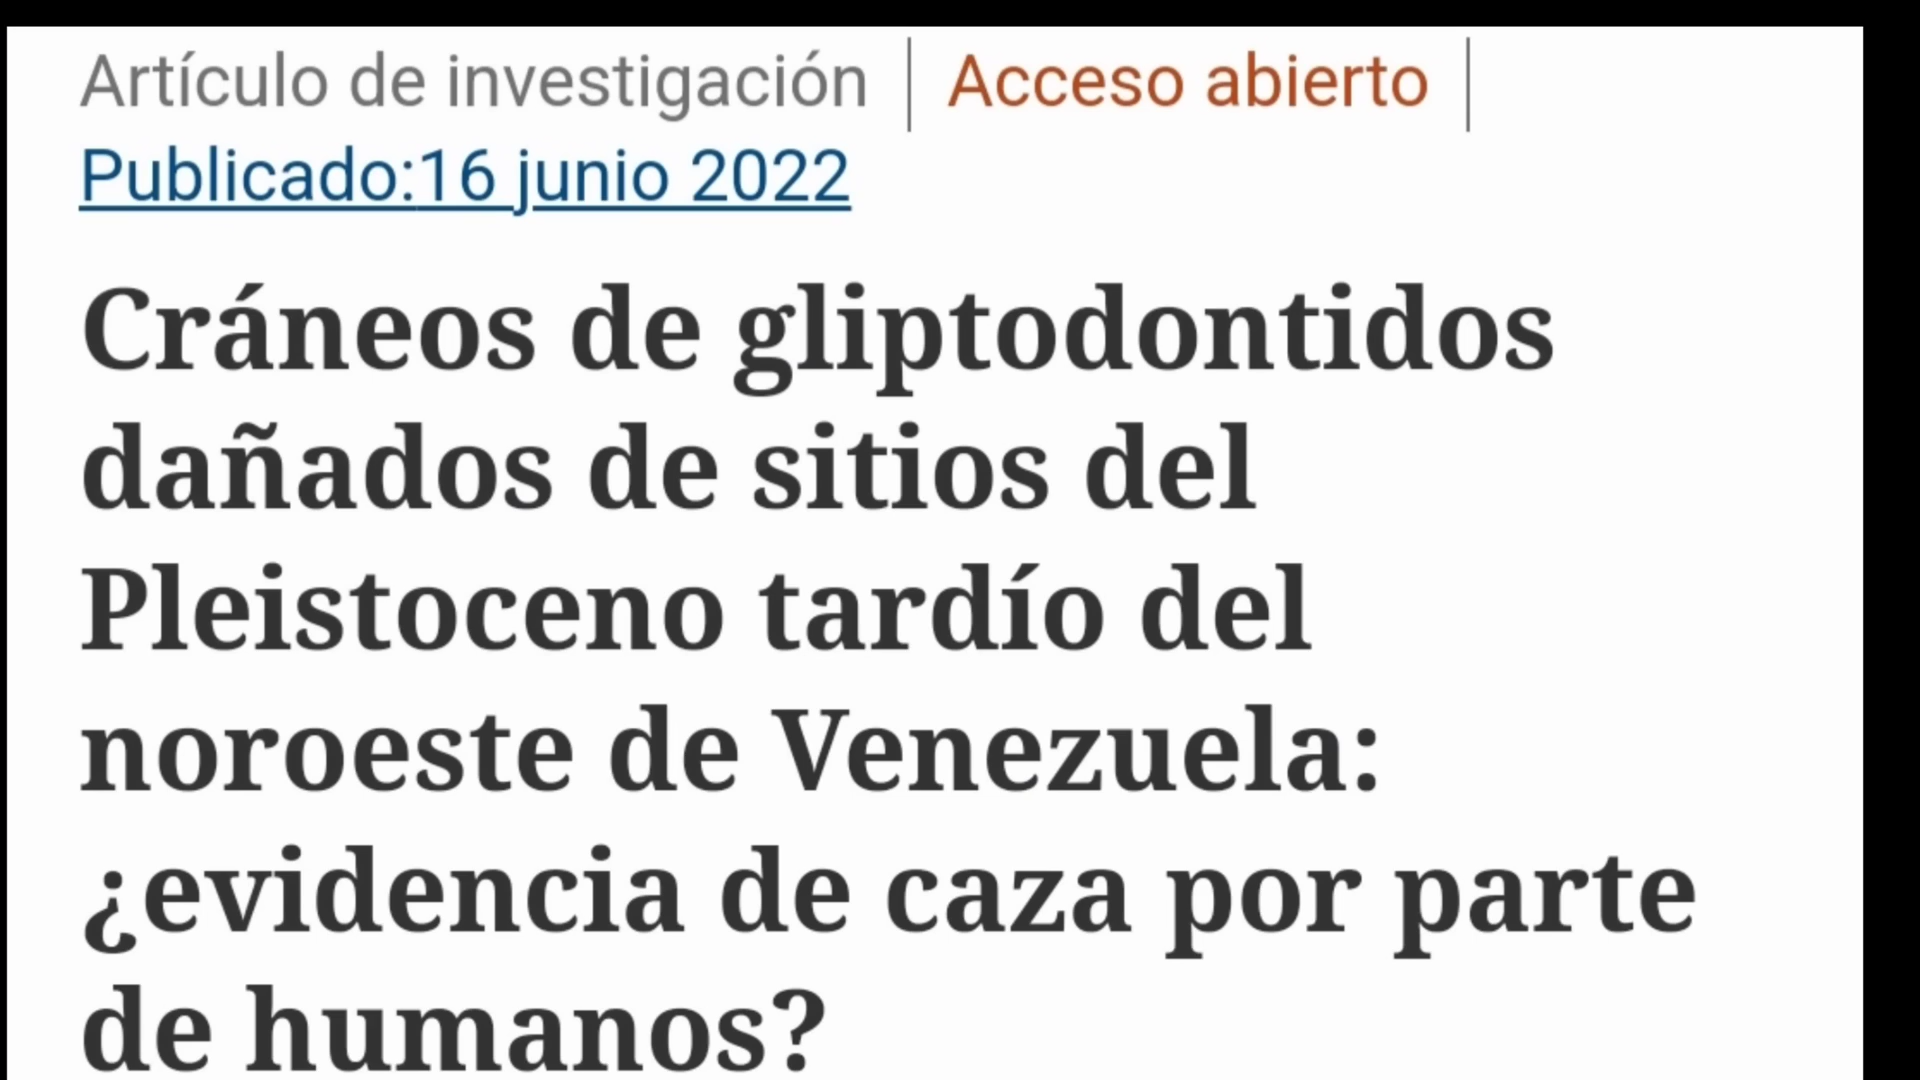 Artículo de investigación | Acceso abierto |
Publicado:16 junio 2022
Cráneos de gliptodontidos
dañados de sitios del
Pleistoceno tardío del
noroeste de Venezuela:
¿evidencia de caza por parte
de humanos?